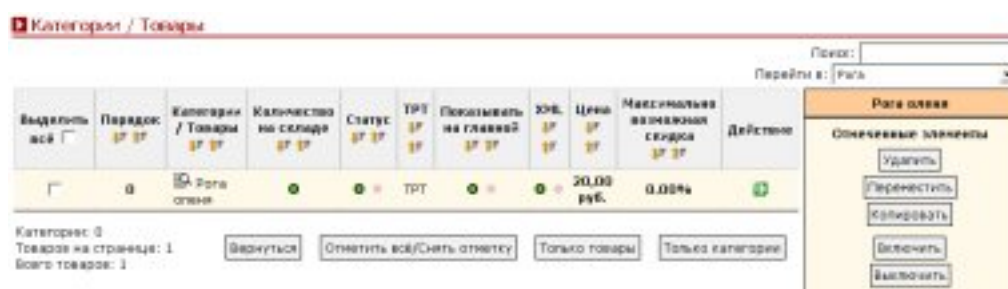 Категории / Товары
Поиск:
Перейти в: Рога
Выделить всё
Порядок
Категории / Товары
Количество на складе
Статус
ТРТ
Показывать на главной
XML
Цена
Максимально возможная скидка
Действие
0
Рога оленя
ТРТ
20,00 руб.
0.00%
Категории: 0
Товаров на странице: 1
Всего товаров: 1
Вернуться
Отметить всё/Снять отметку
Только товары
Только категории
Рога оленя
Отмеченные элементы
Удалить
Переместить
Копировать
Включить
Выключить